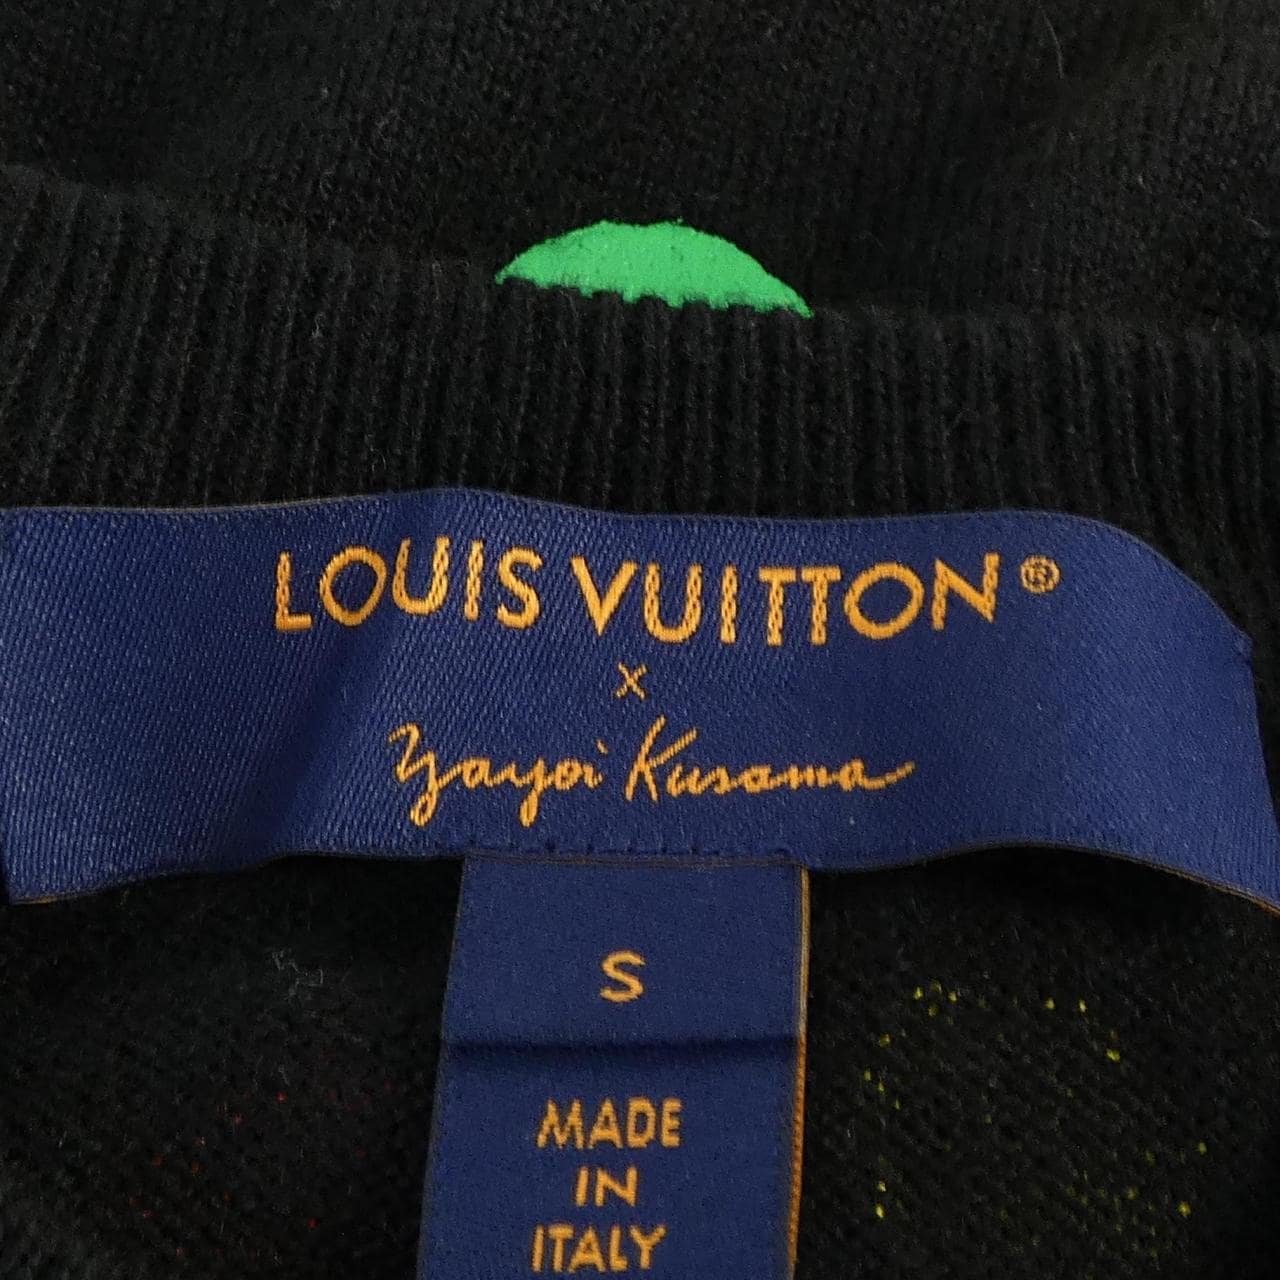 LOUIS VUITTON®
x
Yayoi Kusama
S
MADE
IN
ITALY